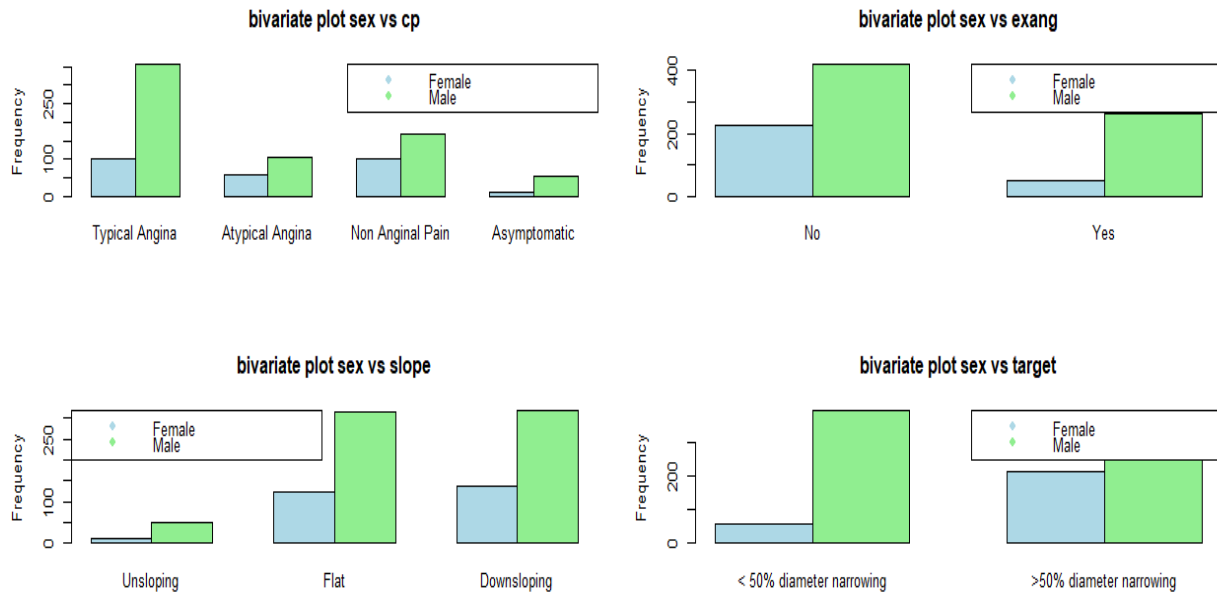 bivariate plot sex vs cp
Frequency
0 100 250
Female
Male
Typical Angina Atypical Angina Non Anginal Pain Asymptomatic
bivariate plot sex vs exang
Frequency
0 200 400
Female
Male
No Yes
bivariate plot sex vs slope
Frequency
0 100 250
Female
Male
Unsloping Flat Downsloping
bivariate plot sex vs target
Frequency
0 200
Female
Male
< 50% diameter narrowing >50% diameter narrowing